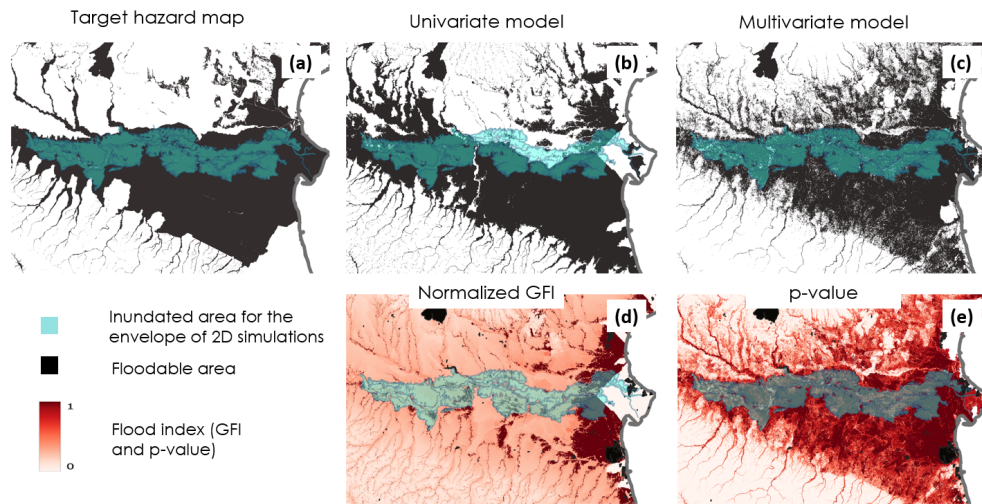 Target hazard map
Univariate model
Multivariate model
(a)
(b)
(c)
Normalized GFI
p-value
(d)
(e)
Inundated area for the
envelope of 2D simulations
Floodable area
1
0
Flood index (GFI
and p-value)